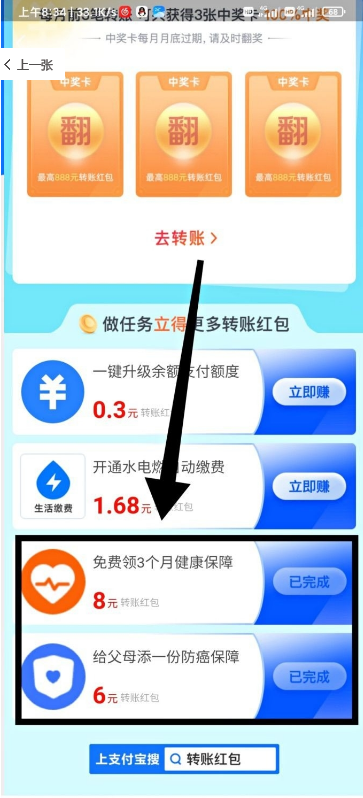 上午8:34 | 33.1K/s
获得3张中奖卡
中奖卡每月月底过期,请及时翻奖
上一张
中奖卡 中奖卡 中奖卡
翻 翻 翻
最高888元转账红包 最高888元转账红包 最高888元转账红包
去转账 >
做任务立得更多转账红包
一键升级余额支付额度
0.3元 转账红
立即赚
开通水电燃 自动缴费
生活缴费
1.68元 红包
立即赚
免费领3个月健康保障
8元 转账红包
已完成
给父母添一份防癌保障
6元 转账红包
已完成
上支付宝搜 转账红包